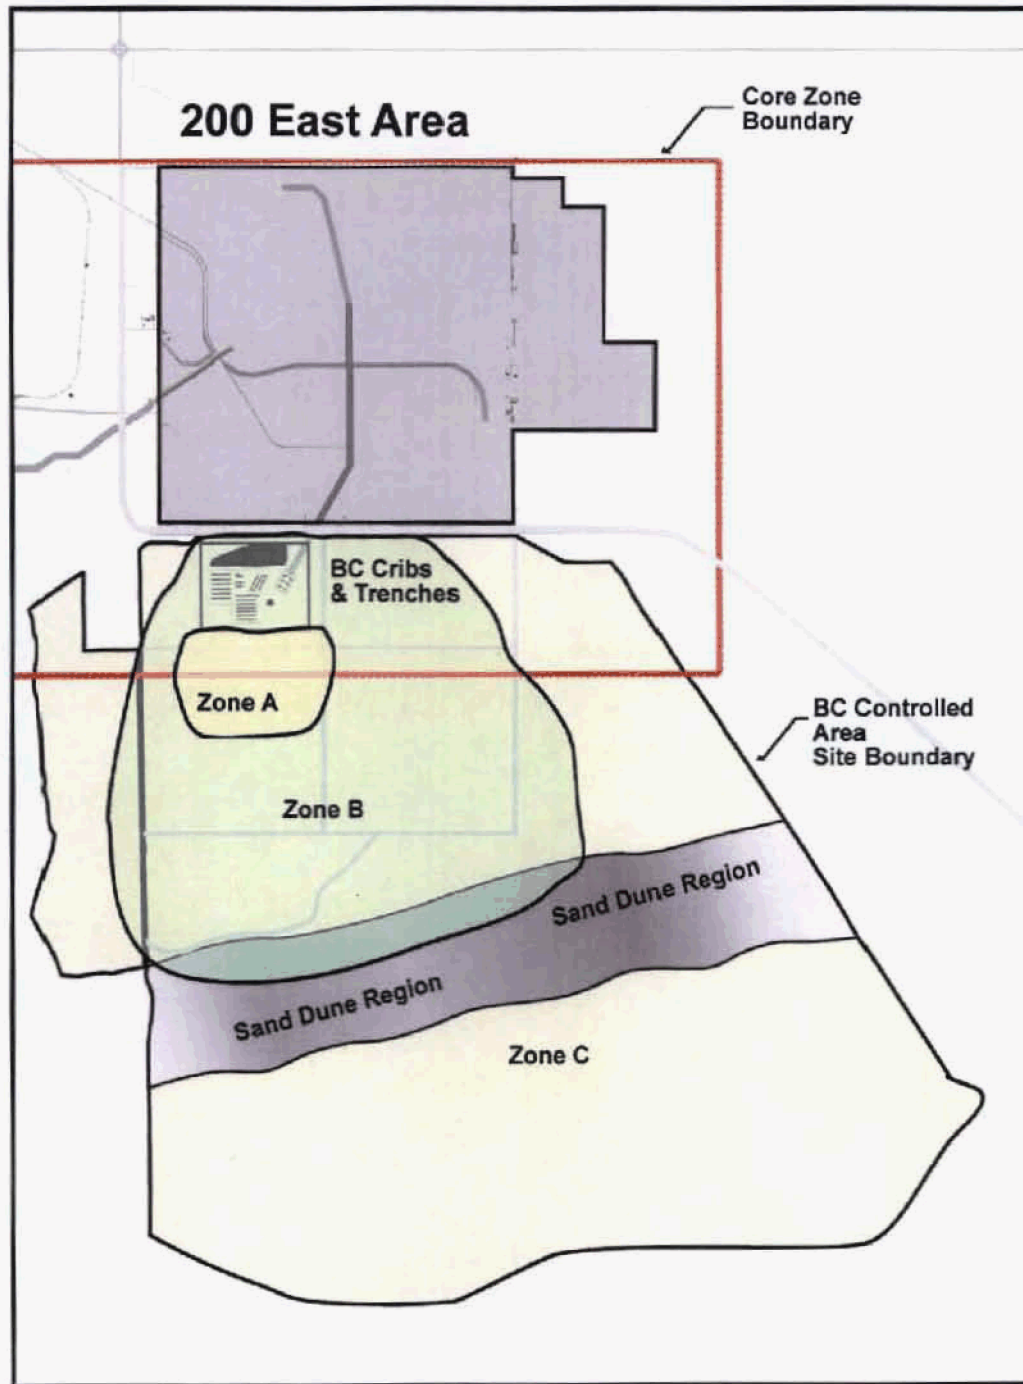 200 East Area
Core Zone
Boundary
BC Cribs
& Trenches
Zone A
BC Controlled
Area
Site Boundary
Zone B
Sand Dune Region
Sand Dune Region
Zone C